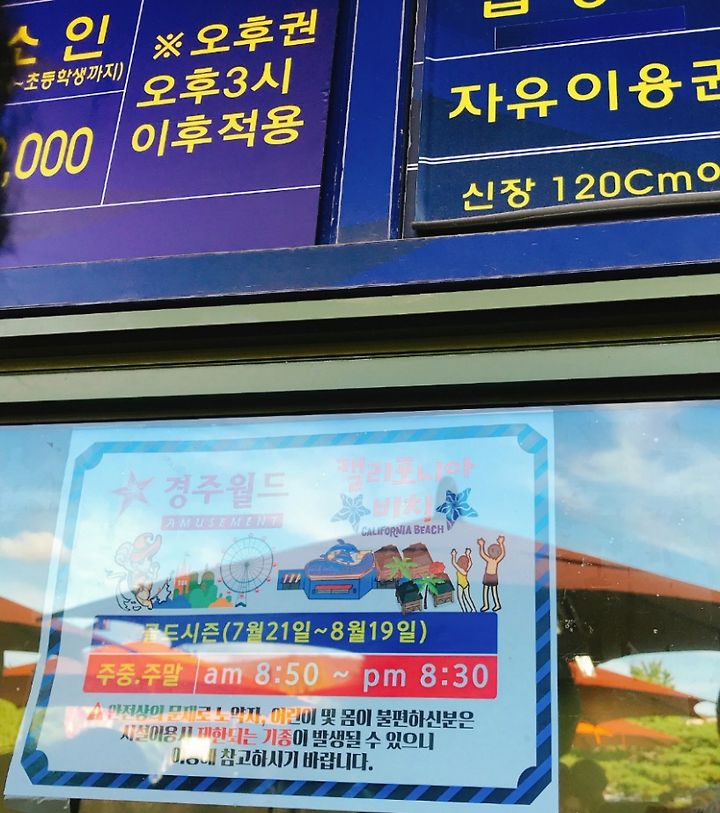 소인
~초등학생까지)
,000
※오후권
오후3시
이후적용
자유이용권
신장 120Cm
경주월드
AMUSEMENT
캘리포니아
비치
CALIFORNIA BEACH
골드시즌(7월21일~8월19일)
주중.주말 am 8:50 ~ pm 8:30
안전상의 문제로 노약자, 어린이 및 몸이 불편하신분은
시설이용시 제한되는 기종이 발생될 수 있으니
이용에 참고하시기 바랍니다.